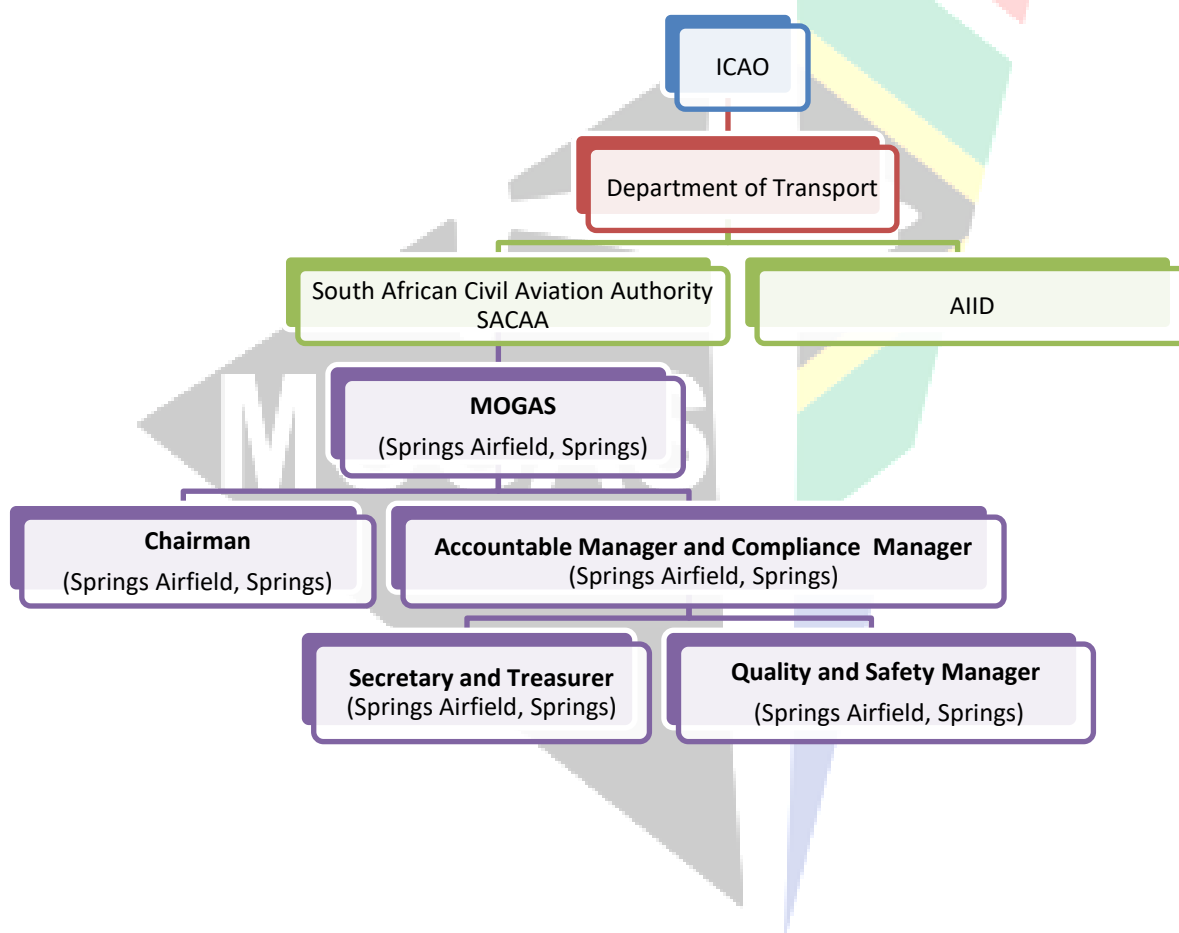 ICAO
Department of Transport
South African Civil Aviation Authority
SACAA
AIID
MOGAS
(Springs Airfield, Springs)
Chairman
(Springs Airfield, Springs)
Accountable Manager and Compliance  Manager
(Springs Airfield, Springs)
Secretary and Treasurer
(Springs Airfield, Springs)
Quality and Safety Manager
(Springs Airfield, Springs)